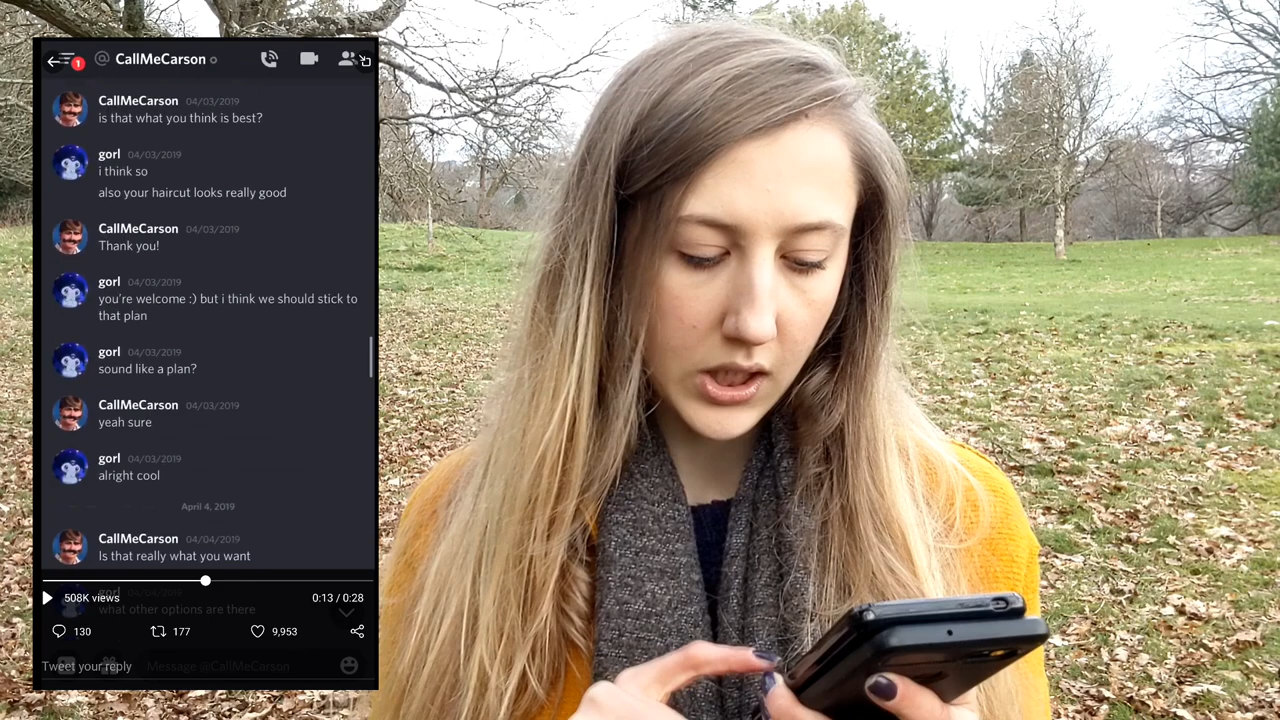 1
@ CallMeCarson
CallMeCarson 04/03/2019
is that what you think is best?
gorl 04/03/2019
i think so
also your haircut looks really good
CallMeCarson 04/03/2019
Thank you!
gorl 04/03/2019
you're welcome :) but i think we should stick to
that plan
gorl 04/03/2019
sound like a plan?
CallMeCarson 04/03/2019
yeah sure
gorl 04/03/2019
alright cool
April 4, 2019
CallMeCarson 04/04/2019
Is that really what you want
gorl 04/04/2019
508K views 0:13 / 0:28
what other options are there
130 177 9,953
Tweet your reply
Message @CallMeCarson